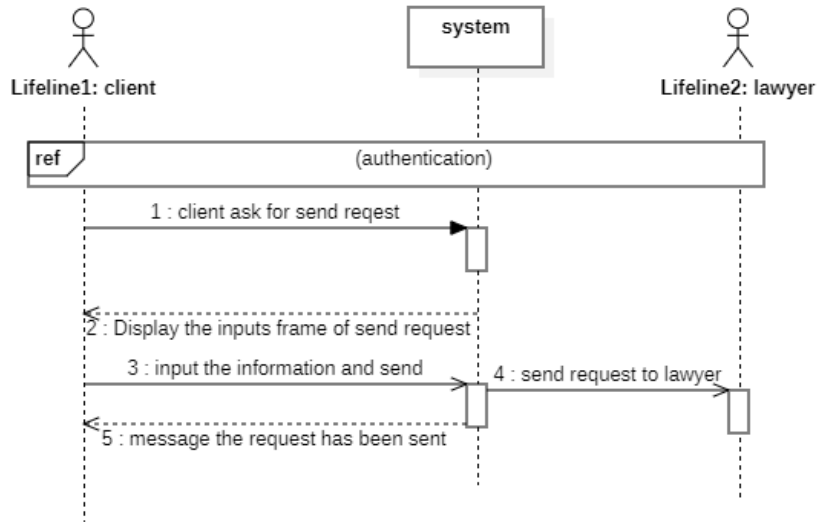 system
Lifeline1: client
Lifeline2: lawyer
ref
(authentication)
1 : client ask for send reqest
2 : Display the inputs frame of send request
3 : input the information and send
4 : send request to lawyer
5 : message the request has been sent